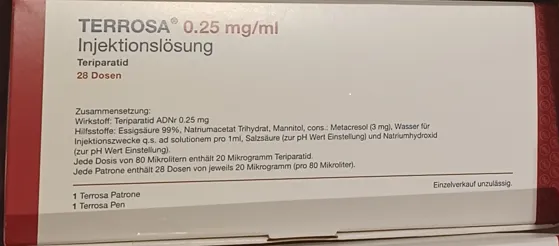 TERROSA® 0.25 mg/ml
Injektionslösung
Teriparatid
28 Dosen
Zusammensetzung:
Wirkstoff: Teriparatid ADNr 0.25 mg
Hilfsstoffe: Essigsäure 99%, Natriumacetat Trihydrat, Mannitol, cons.: Metacresol (3 mg), Wasser für
Injektionszwecke q.s. ad solutionem pro 1ml, Salzsäure (zur pH Wert Einstellung) und Natriumhydroxid
(zur pH Wert Einstellung).
Jede Dosis von 80 Mikrolitern enthält 20 Mikrogramm Teriparatid.
Jede Patrone enthält 28 Dosen von jeweils 20 Mikrogramm (pro 80 Mikroliter).
Einzelverkauf unzulässig.
1 Terrosa Patrone
1 Terrosa Pen